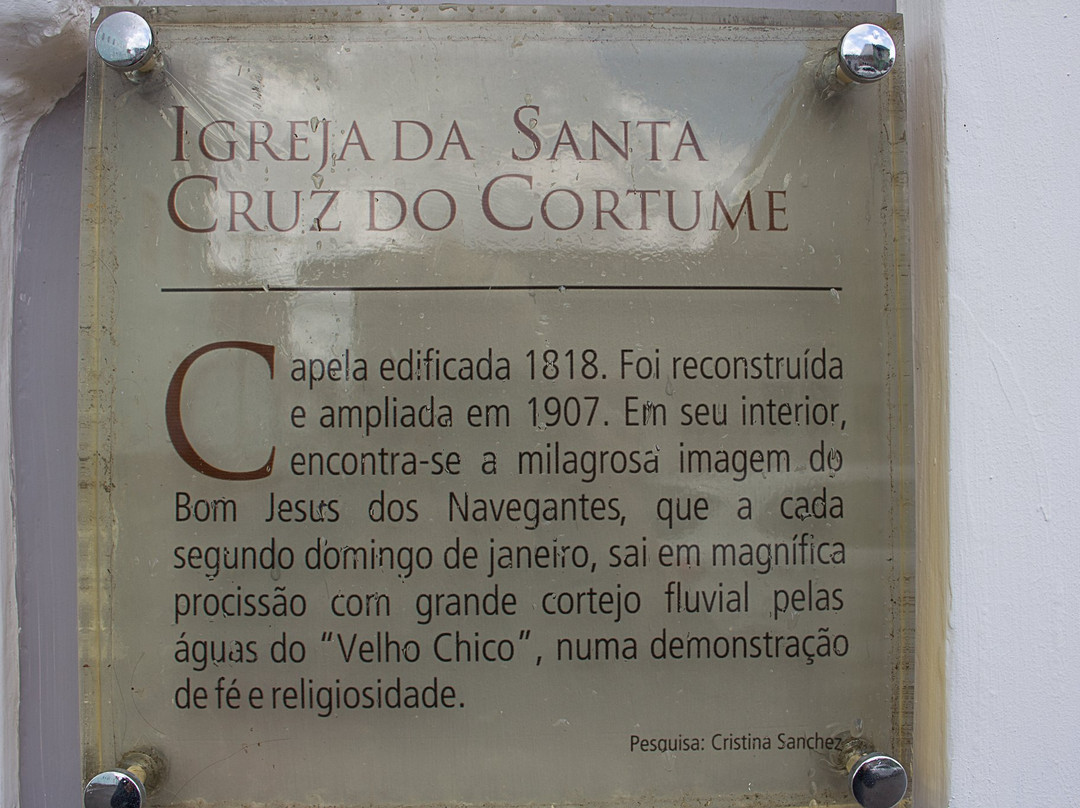 IGREJA DA SANTA
CRUZ DO CORTUME
Capela edificada 1818. Foi reconstruída
e ampliada em 1907. Em seu interior,
encontra-se a milagrosa imagem do
Bom Jesus dos Navegantes, que a cada
segundo domingo de janeiro, sai em magnífica
procissão com grande cortejo fluvial pelas
águas do “Velho Chico”, numa demonstração
de fé e religiosidade.
Pesquisa: Cristina Sanchez